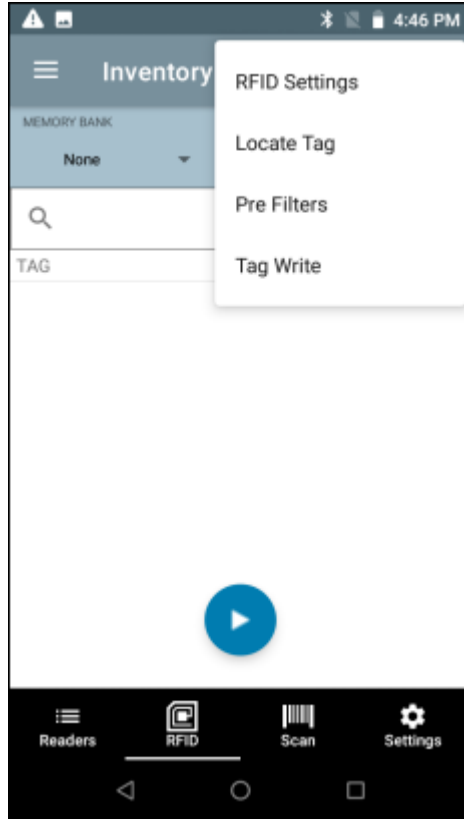 4:46 PM
Inventory
RFID Settings
MEMORY BANK
Locate Tag
None
Pre Filters
TAG
Tag Write
Readers
RFID
Scan
Settings